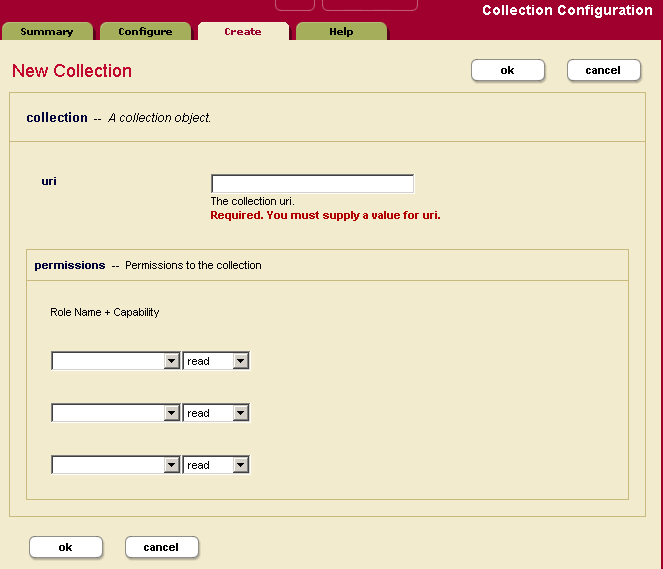 Collection Configuration
Summary Configure Create Help
New Collection ok cancel
collection -- A collection object.
uri
The collection uri.
Required. You must supply a value for uri.
permissions -- Permissions to the collection
Role Name + Capability
read
read
read
ok cancel